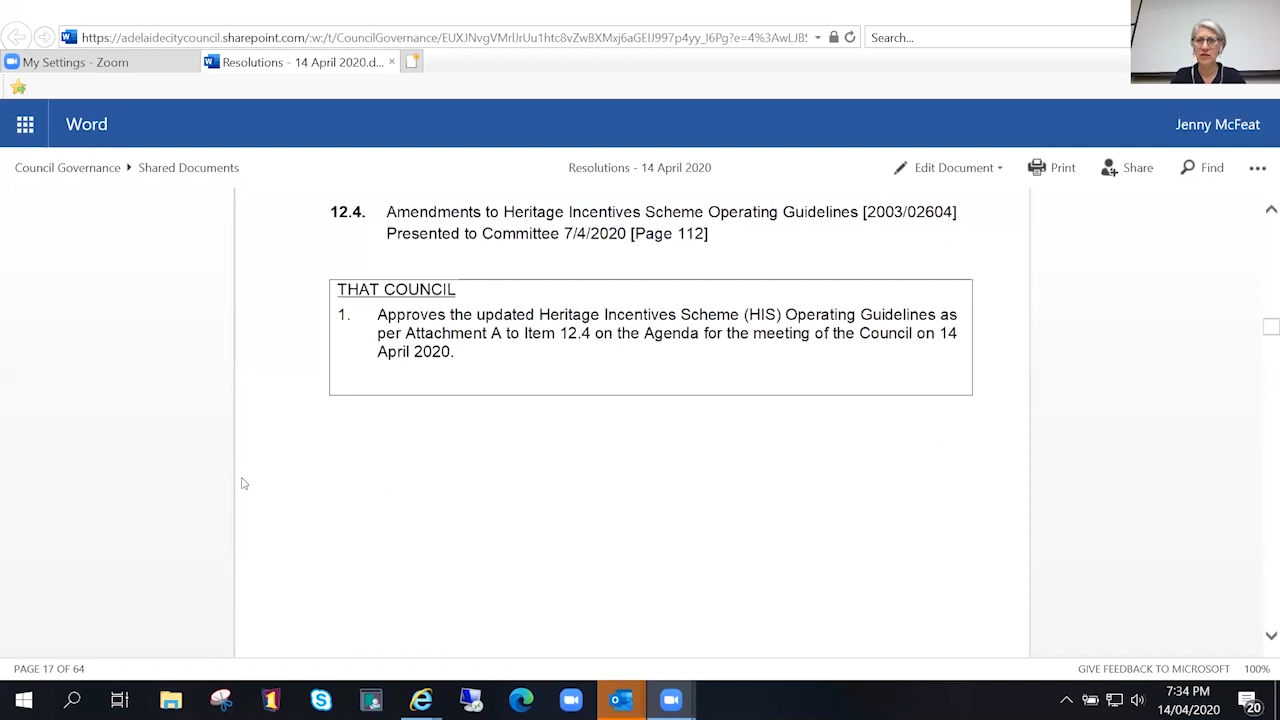 https://adelaidecitycouncil.sharepoint.com/:w:/t/CouncilGovernance/
Search...
My Settings - Zoom
Resolutions - 14 April 2020.d...
Word
Jenny McFeat
Council Governance
Shared Documents
Resolutions - 14 April 2020
Edit Document
Print
Share
Find
12.4. Amendments to Heritage Incentives Scheme Operating Guidelines [2003/02604]
Presented to Committee 7/4/2020 [Page 112]
THAT COUNCIL
1. Approves the updated Heritage Incentives Scheme (HIS) Operating Guidelines as
per Attachment A to Item 12.4 on the Agenda for the meeting of the Council on 14
April 2020.
PAGE 17 OF 64
GIVE FEEDBACK TO MICROSOFT 100%
7:34 PM
14/04/2020
20